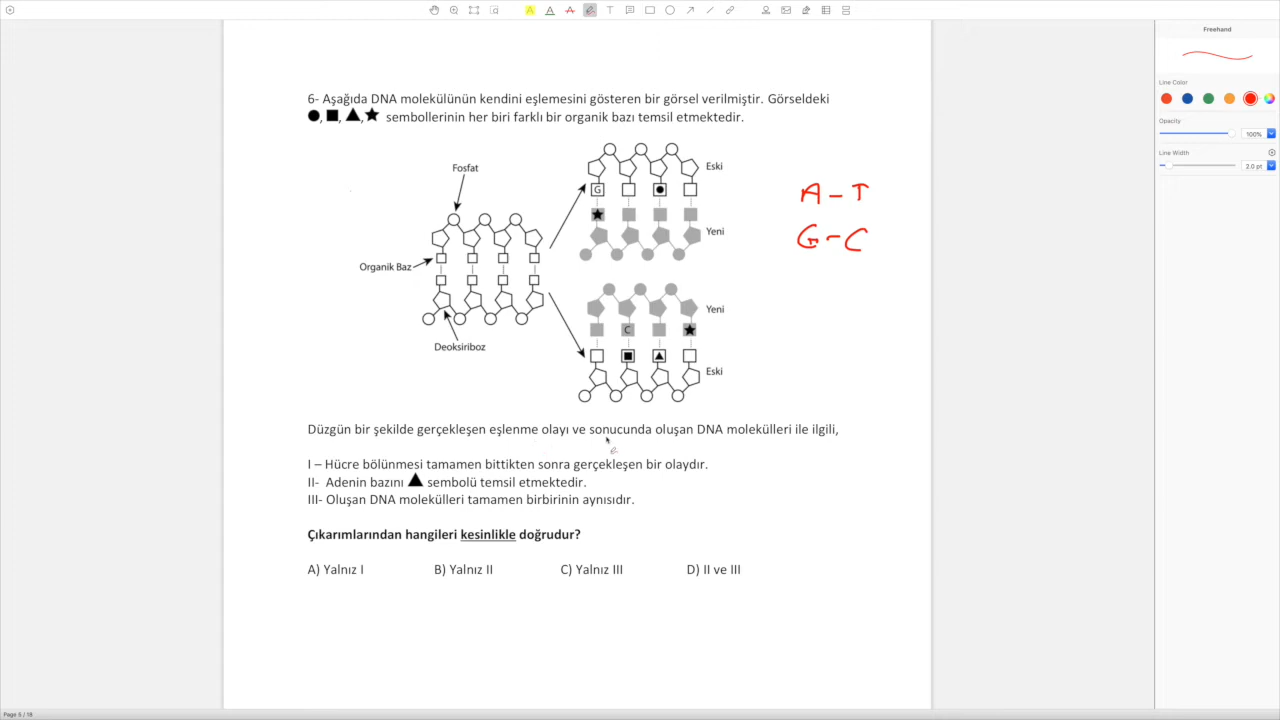 Freehand
6- Aşağıda DNA molekülünün kendini eşlemesini gösteren bir görsel verilmiştir. Görseldeki
●, ■, ▲, ★ sembollerinin her biri farklı bir organik bazı temsil etmektedir.
Line Color
Opacity
100%
Line Width
2.0 pt
Fosfat
Eski
G
Yeni
Organik Baz
Deoksiriboz
Yeni
C
Eski
A – T
G – C
Düzgün bir şekilde gerçekleşen eşlenme olayı ve sonucunda oluşan DNA molekülleri ile ilgili,
I – Hücre bölünmesi tamamen bittikten sonra gerçekleşen bir olaydır.
II- Adenin bazını ▲ sembolü temsil etmektedir.
III- Oluşan DNA molekülleri tamamen birbirinin aynısıdır.
Çıkarımlarından hangileri kesinlikle doğrudur?
A) Yalnız I B) Yalnız II C) Yalnız III D) II ve III
Page 5 / 18